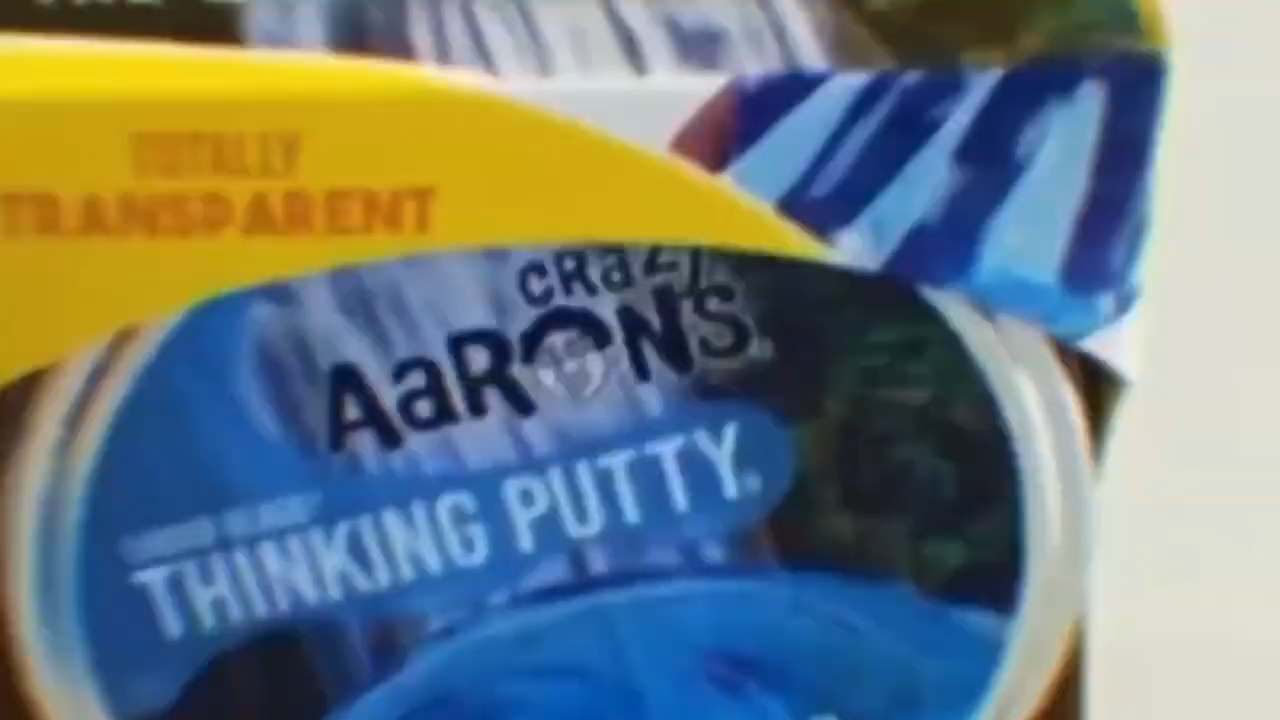 TOTALLY
TRANSPARENT
cRaZy
AaRONS
THINKING PUTTY®